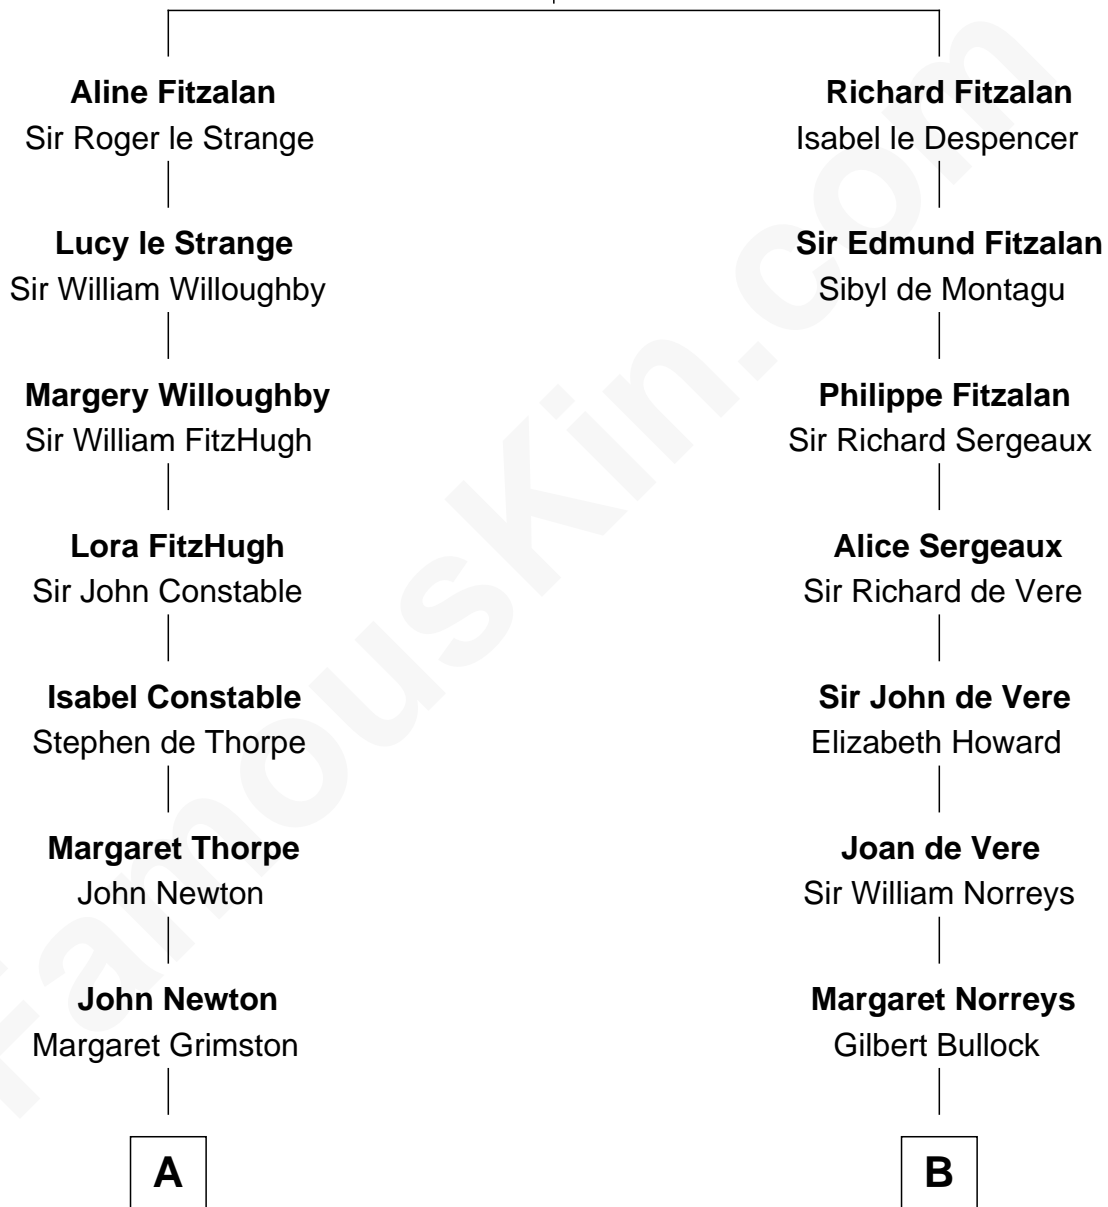 Aline Fitzalan
Sir Roger le Strange
Lucy le Strange
Sir William Willoughby
Margery Willoughby
Sir William FitzHugh
Lora FitzHugh
Sir John Constable
Isabel Constable
Stephen de Thorpe
Margaret Thorpe
John Newton
John Newton
Margaret Grimston
A
Richard Fitzalan
Isabel le Despencer
Sir Edmund Fitzalan
Sibyl de Montagu
Philippe Fitzalan
Sir Richard Sergeaux
Alice Sergeaux
Sir Richard de Vere
Sir John de Vere
Elizabeth Howard
Joan de Vere
Sir William Norreys
Margaret Norreys
Gilbert Bullock
B
FamousKin.com